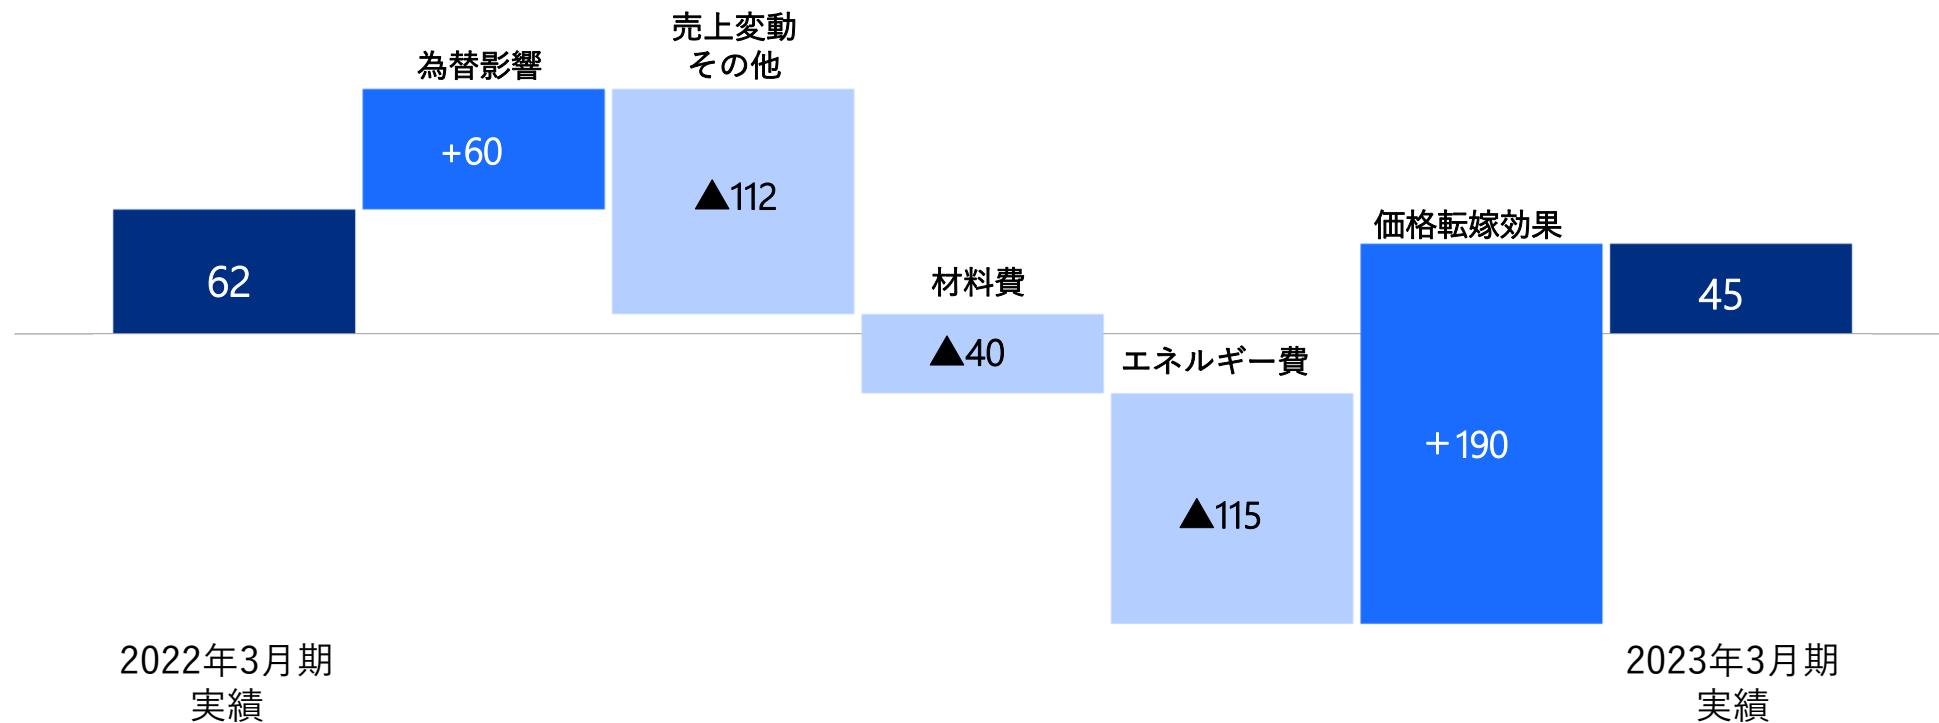 売上変動
その他
為替影響
+60
▲112
62
価格転嫁効果
材料費
45
▲40
エネルギー費
+190
▲115
2022年3月期
実績
2023年3月期
実績